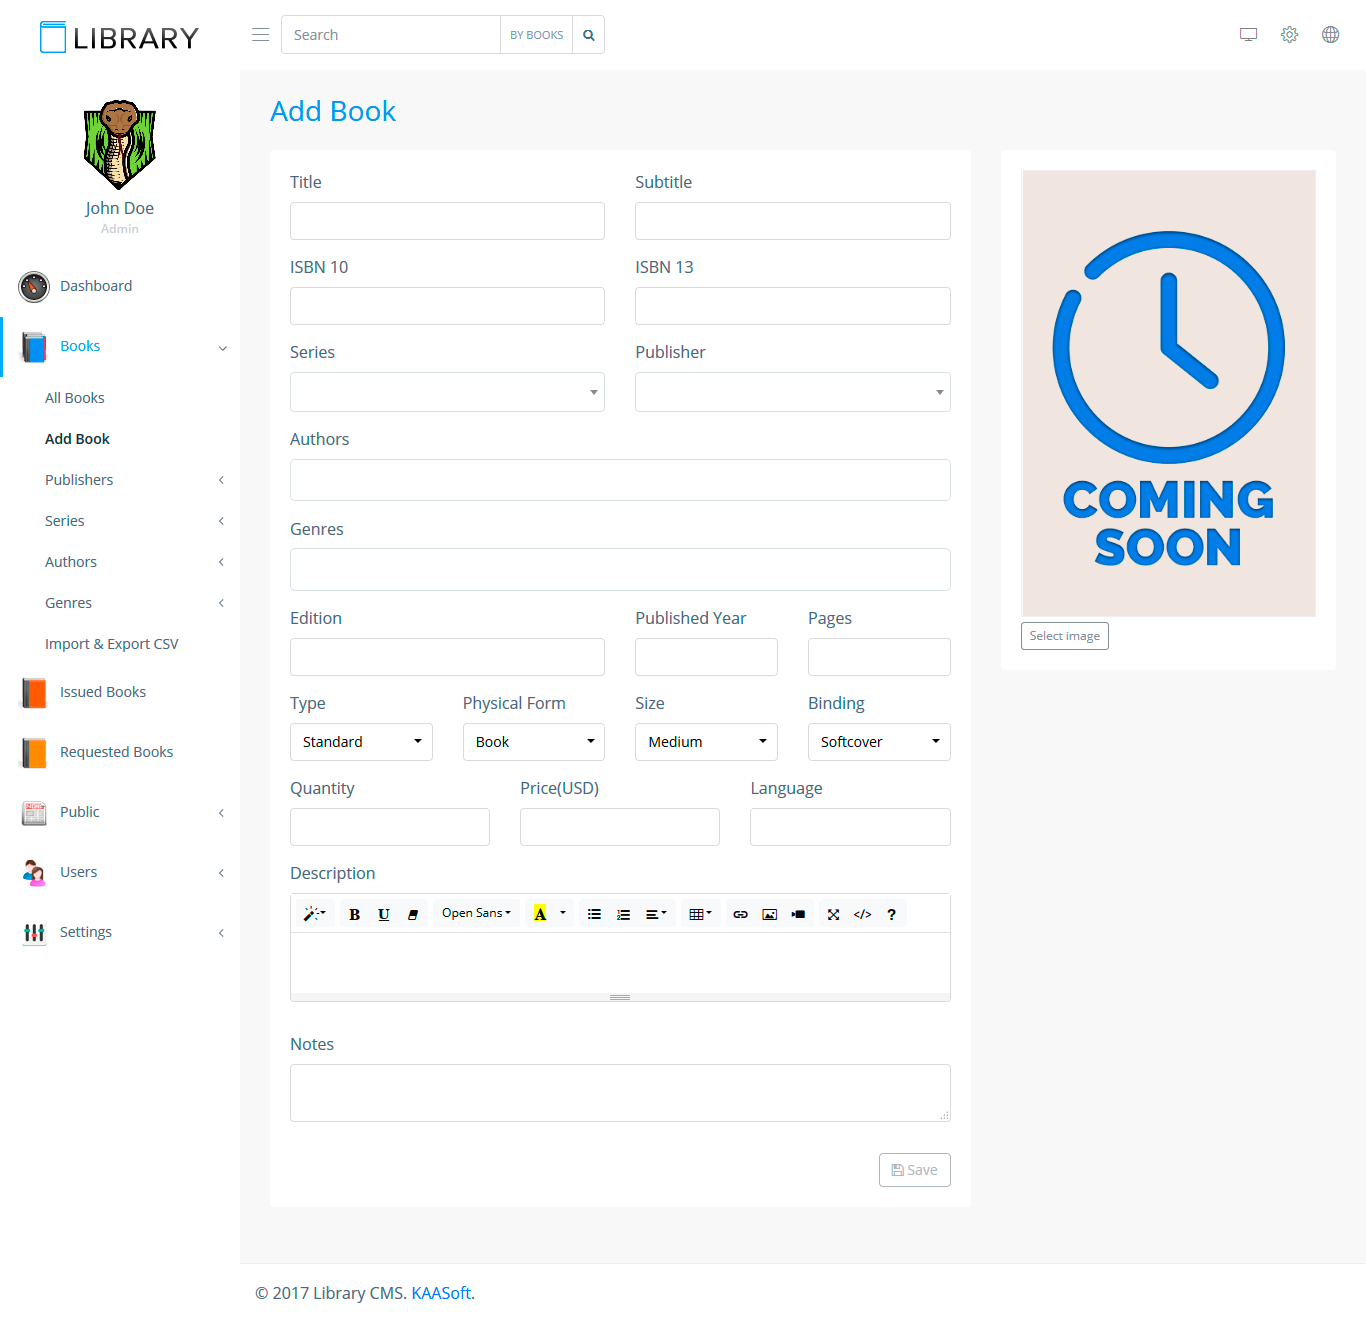 LIBRARY
Search
BY BOOKS
John Doe
Admin
Dashboard
Books
All Books
Add Book
Publishers
Series
Authors
Genres
Import & Export CSV
Issued Books
Requested Books
Public
Users
Settings
Add Book
Title
Subtitle
ISBN 10
ISBN 13
Series
Publisher
Authors
Genres
Edition
Published Year
Pages
Type
Physical Form
Size
Binding
Standard
Book
Medium
Softcover
Quantity
Price(USD)
Language
Description
B
U
Open Sans
A
</>
?
Notes
Save
COMING
SOON
Select image
© 2017 Library CMS. KAASoft.